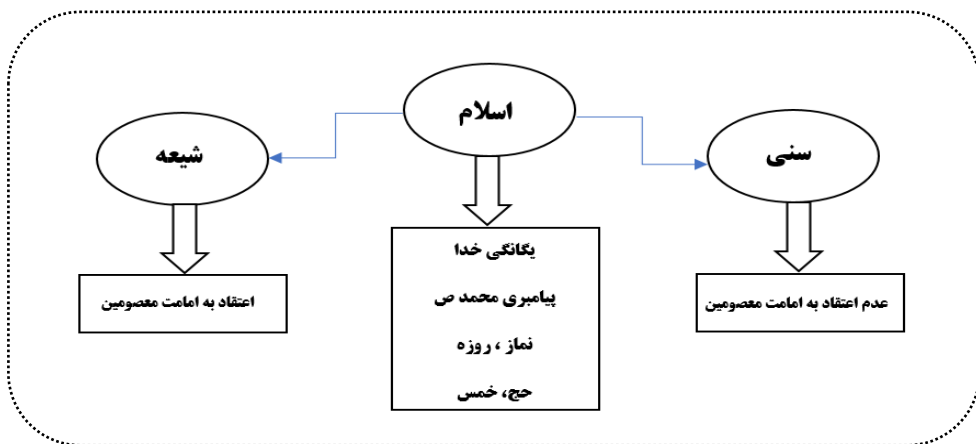 اسلام
سنی
شیعه
یگانگی خدا
پیامبری محمد ص
نماز ، روزه
حج، خمس
عدم اعتقاد به امامت معصومین
اعتقاد به امامت معصومین